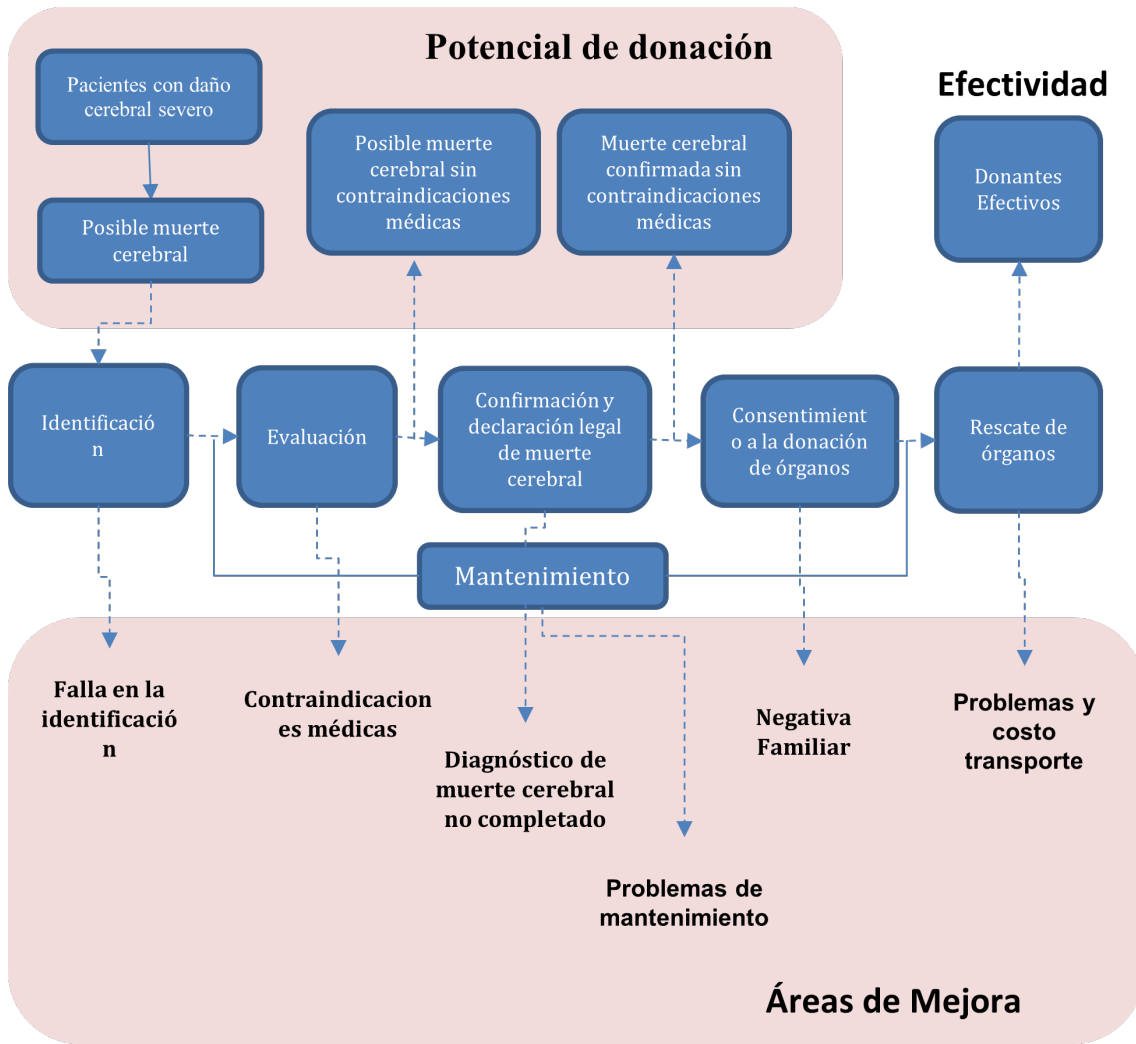 Potencial de donación
Pacientes con daño
cerebral severo
Posible muerte
cerebral
Posible muerte
cerebral sin
contraindicaciones
médicas
Muerte cerebral
confirmada sin
contraindicaciones
médicas
Efectividad
Donantes
Efectivos
Identificació
n
Evaluación
Confirmación y
declaración legal
de muerte
cerebral
Consentimient
o a la donación
de órganos
Rescate de
órganos
Mantenimiento
Falla en la
identificació
n
Contraindicacion
es médicas
Diagnóstico de
muerte cerebral
no completado
Problemas de
mantenimiento
Negativa
Familiar
Problemas y
costo
transporte
Áreas de Mejora